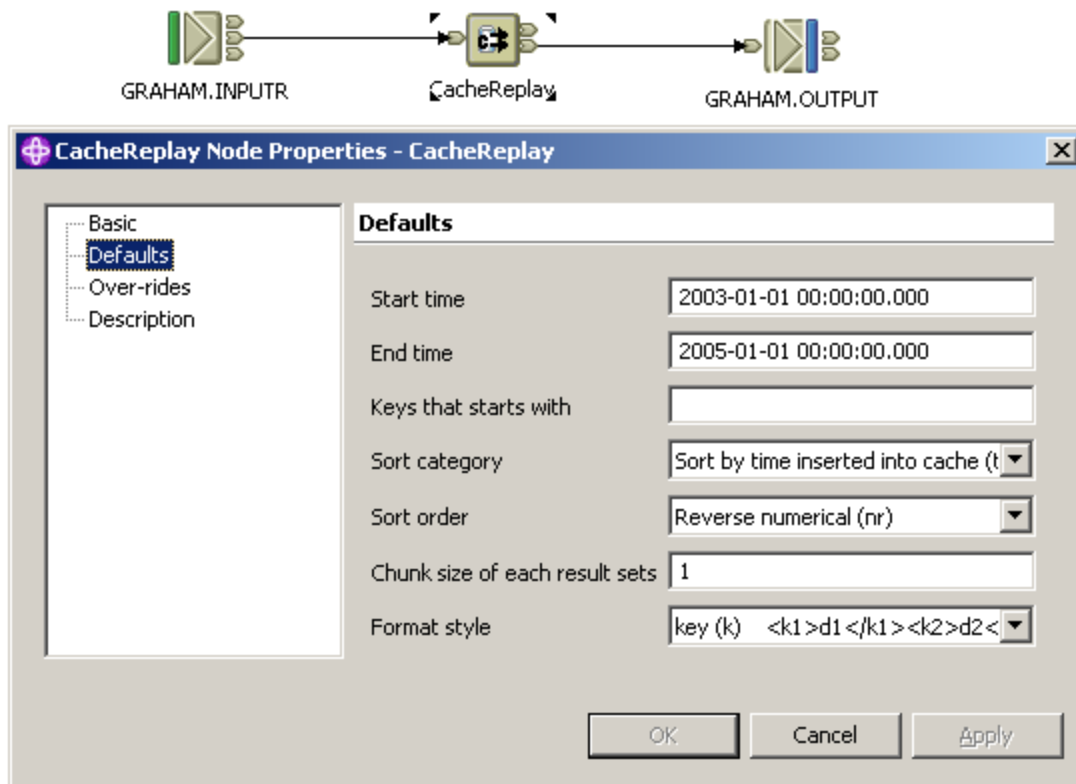 GRAHAM.INPUTR
CacheReplay
GRAHAM.OUTPUT
CacheReplay Node Properties - CacheReplay
Basic
Defaults
Over-rides
Description
Defaults
Start time 2003-01-01 00:00:00.000
End time 2005-01-01 00:00:00.000
Keys that starts with
Sort category Sort by time inserted into cache (t
Sort order Reverse numerical (nr)
Chunk size of each result sets 1
Format style key (k) <k1>d1</k1><k2>d2<
OK Cancel Apply